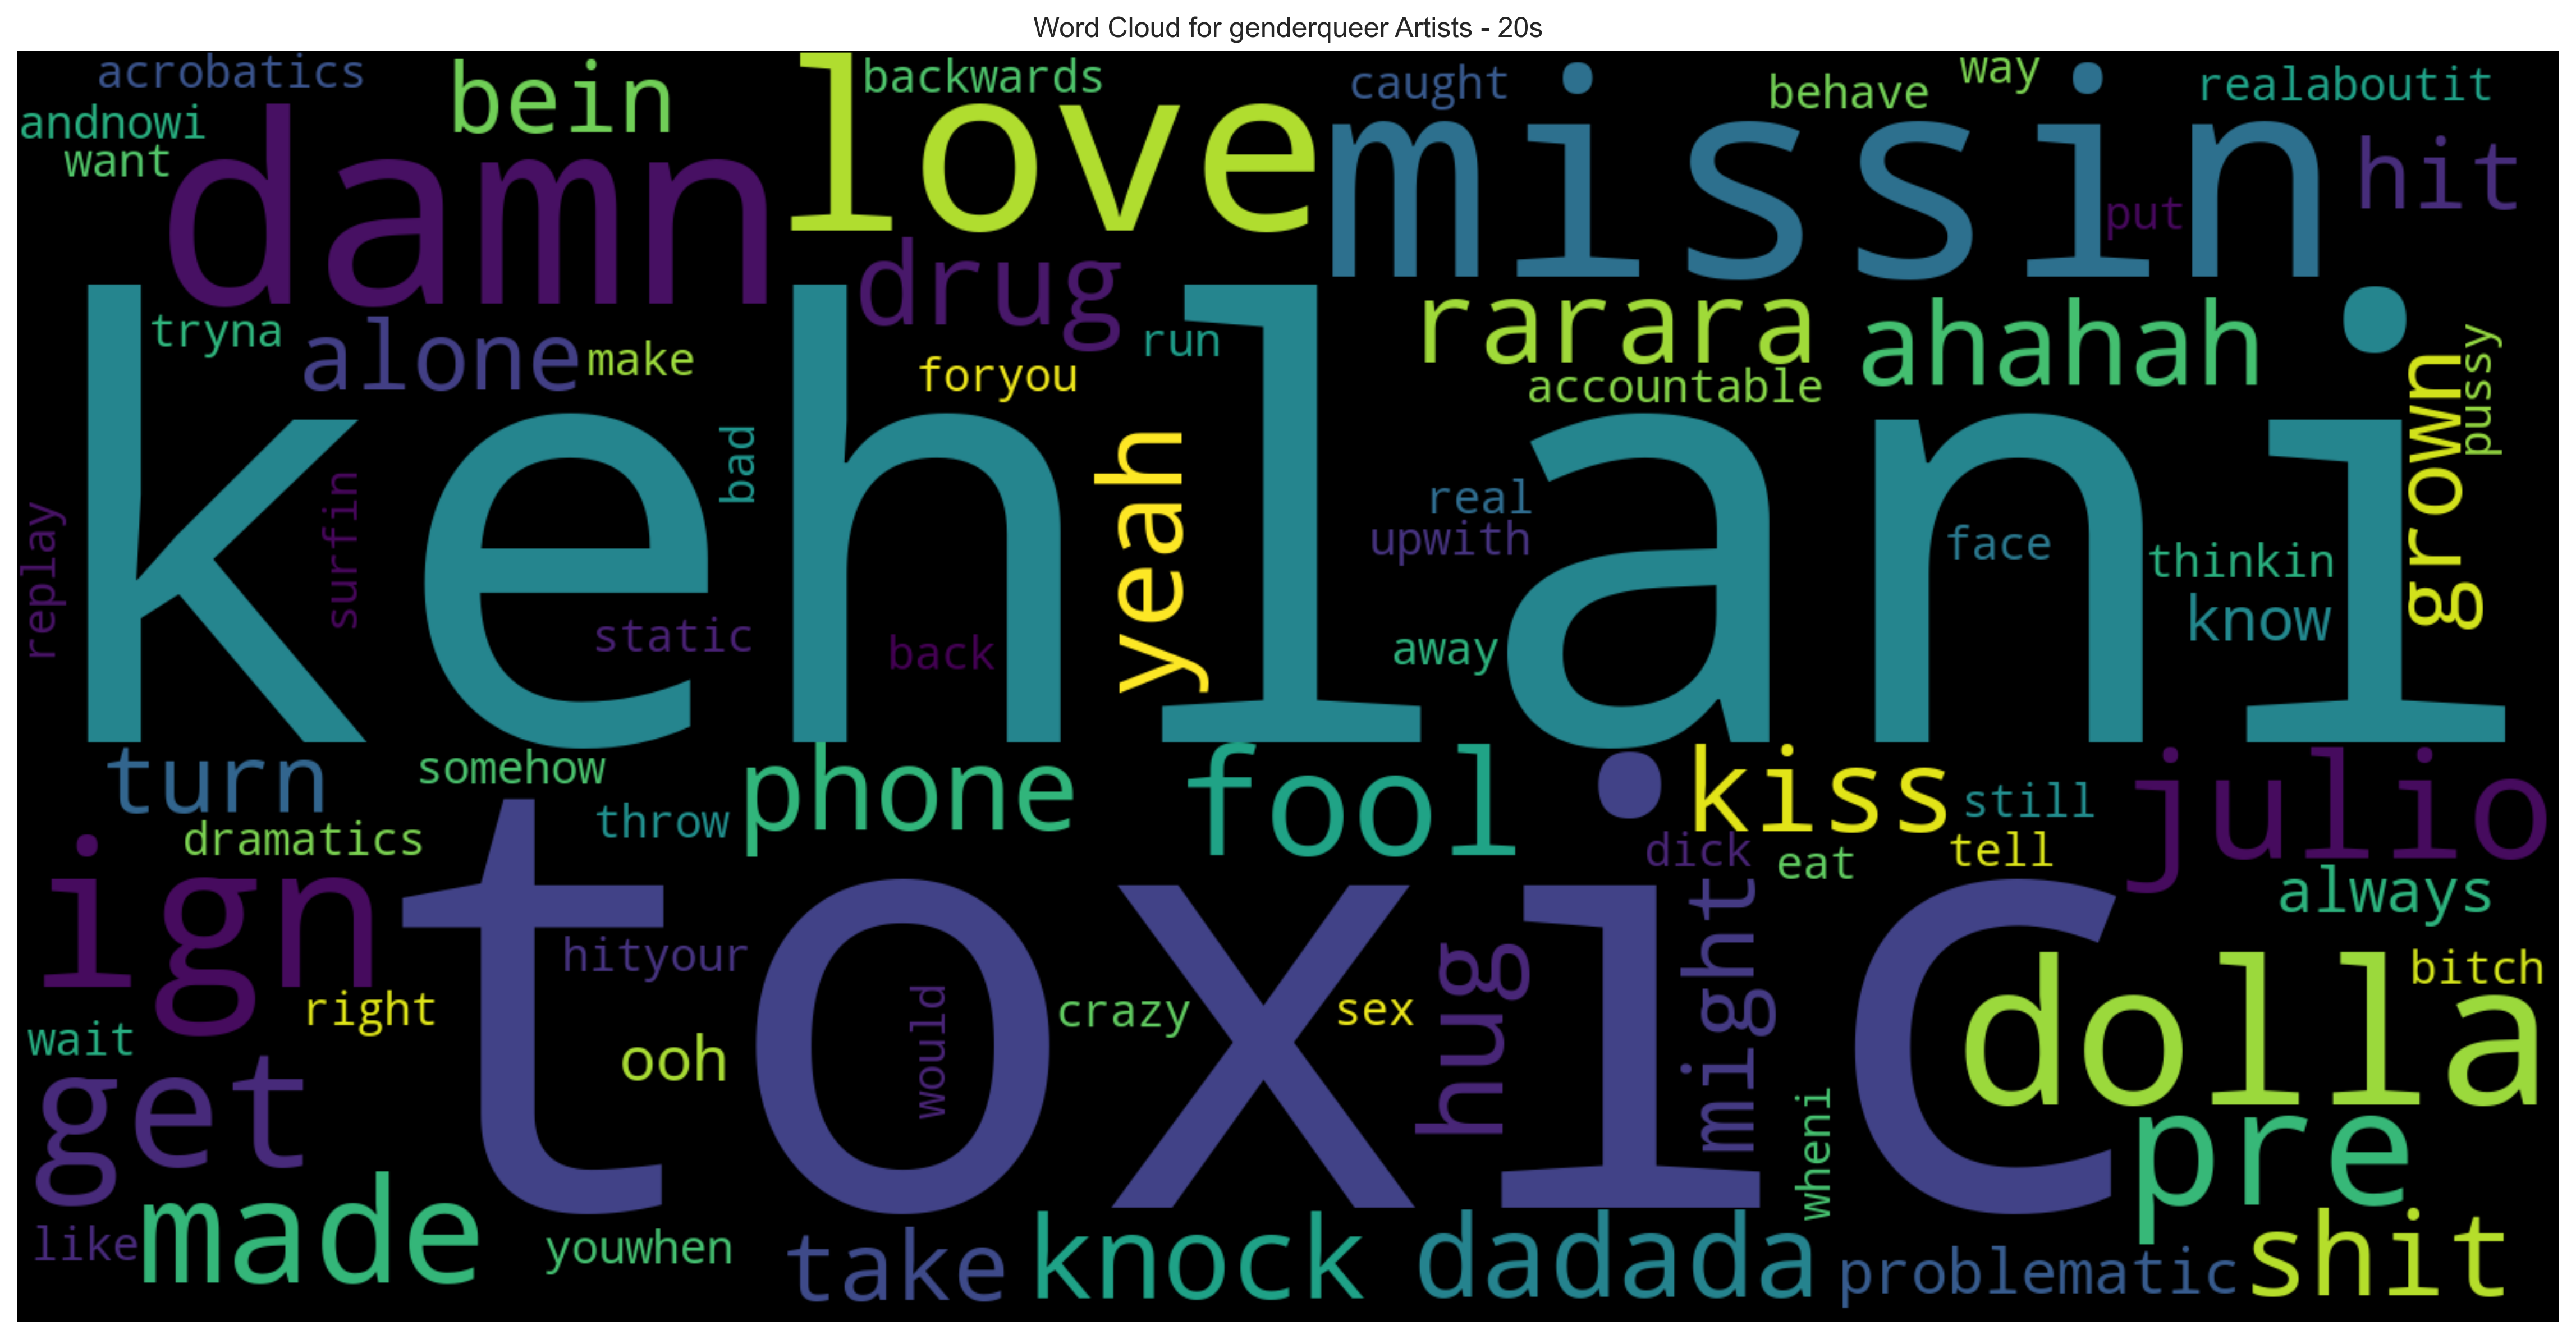 Word Cloud for genderqueer Artists - 20s
acrobatics
bein
love
backwards
caught
behave
way
realaboutit
andnowi
want
damn
missin
hit
put
drug
tryna
alone
make
foryou
run
rarara
accountable
ahahah
grown
pussy
kehlani
bad
yeah
real
upwith
face
thinkin
know
replay
surfin
static
back
away
turn
somehow
phone
fool
kiss
still
julio
dramatics
throw
dick
eat
tell
always
ign
toxic
hityour
might
hug
dolla
bitch
right
would
crazy
sex
wait
ooh
get
wheni
pre
made
like
youwhen
take
knock
dadada
problematic
shit